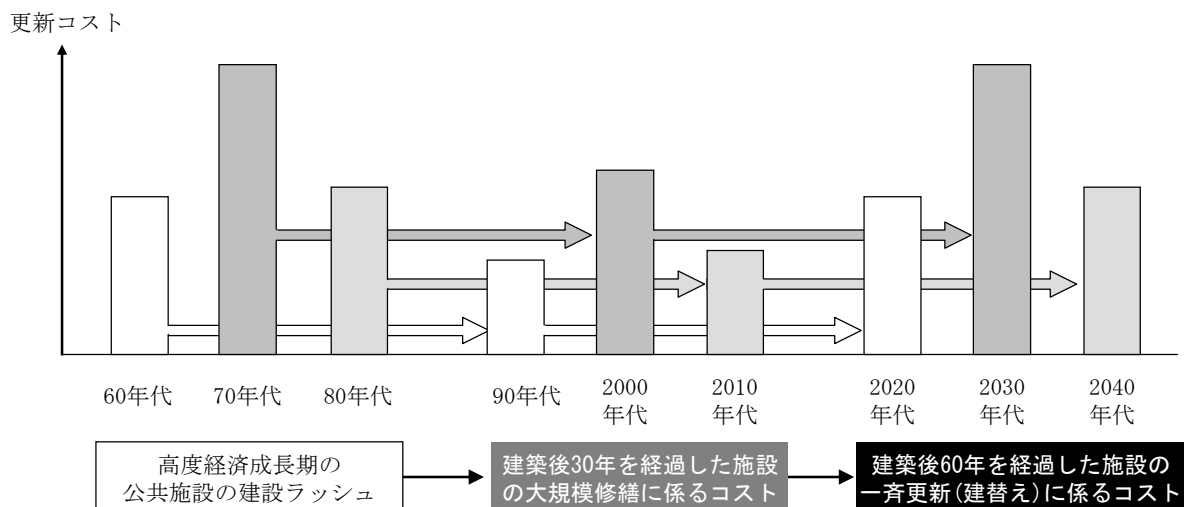 更新コスト
60年代
70年代
80年代
90年代
2000
年代
2010
年代
2020
年代
2030
年代
2040
年代
高度経済成長期の
公共施設の建設ラッシュ
建築後30年を経過した施設
の大規模修繕に係るコスト
建築後60年を経過した施設の
一斉更新(建替え)に係るコスト